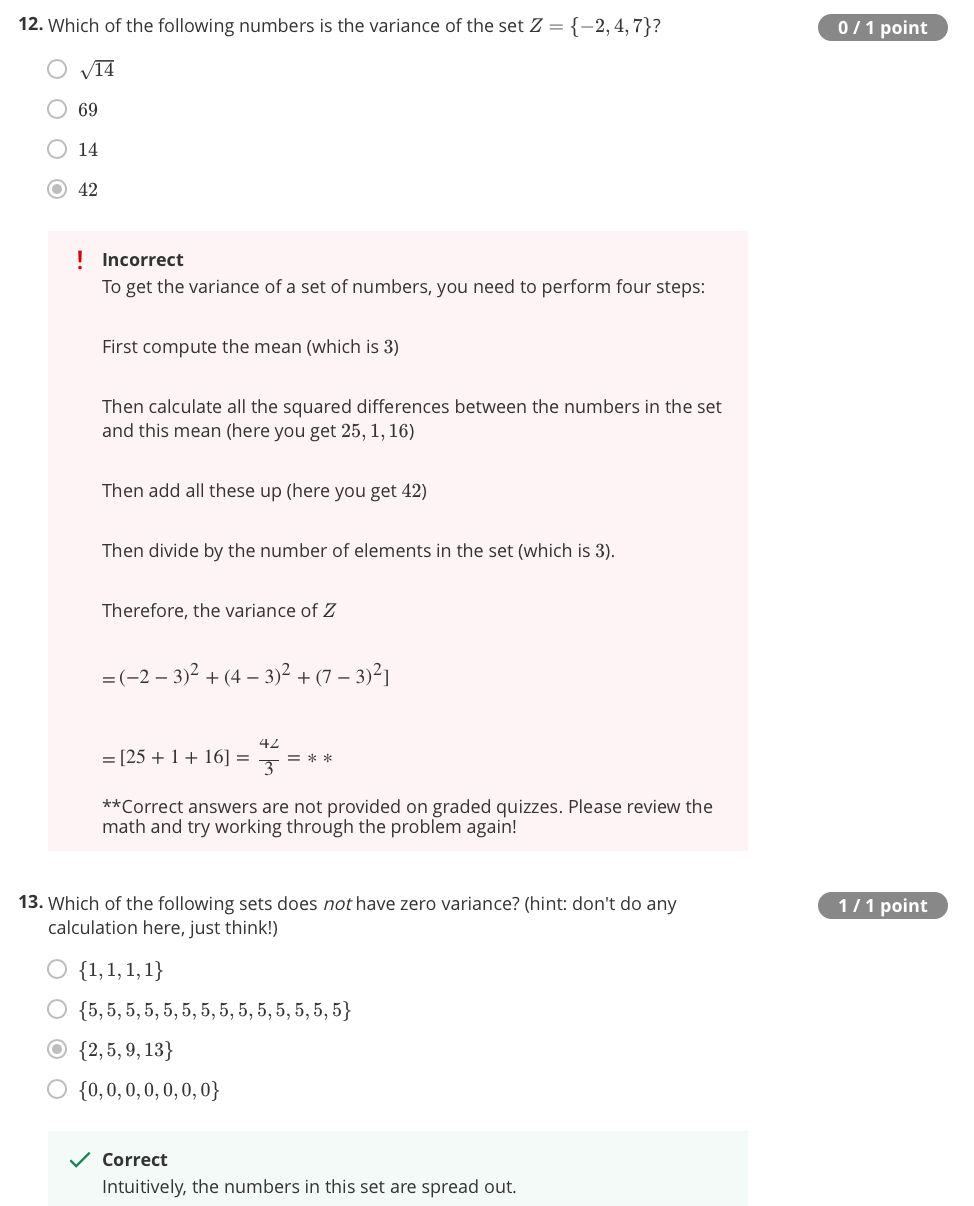 12. Which of the following numbers is the variance of the set Z = {−2, 4, 7}?
0 / 1 point
√14
69
14
42
! Incorrect
To get the variance of a set of numbers, you need to perform four steps:
First compute the mean (which is 3)
Then calculate all the squared differences between the numbers in the set
and this mean (here you get 25, 1, 16)
Then add all these up (here you get 42)
Then divide by the number of elements in the set (which is 3).
Therefore, the variance of Z
= (−2 − 3)² + (4 − 3)² + (7 − 3)²]
= [25 + 1 + 16] = 42/3 = * *
**Correct answers are not provided on graded quizzes. Please review the
math and try working through the problem again!
13. Which of the following sets does not have zero variance? (hint: don't do any
1 / 1 point
calculation here, just think!)
{1, 1, 1, 1}
{5, 5, 5, 5, 5, 5, 5, 5, 5, 5, 5, 5, 5, 5}
{2, 5, 9, 13}
{0, 0, 0, 0, 0, 0, 0}
Correct
Intuitively, the numbers in this set are spread out.